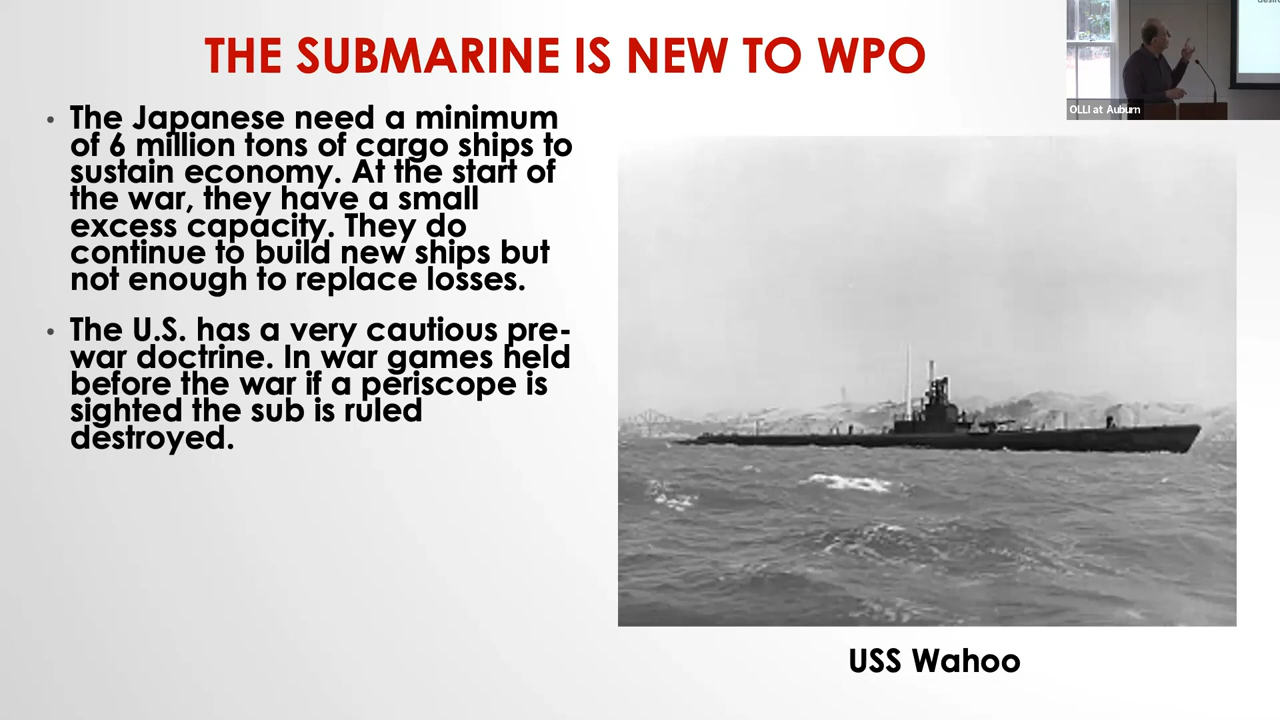 THE SUBMARINE IS NEW TO WPO
• The Japanese need a minimum
of 6 million tons of cargo ships to
sustain economy. At the start of
the war, they have a small
excess capacity. They do
continue to build new ships but
not enough to replace losses.
• The U.S. has a very cautious pre-
war doctrine. In war games held
before the war if a periscope is
sighted the sub is ruled
destroyed.
USS Wahoo
OLLI at Auburn